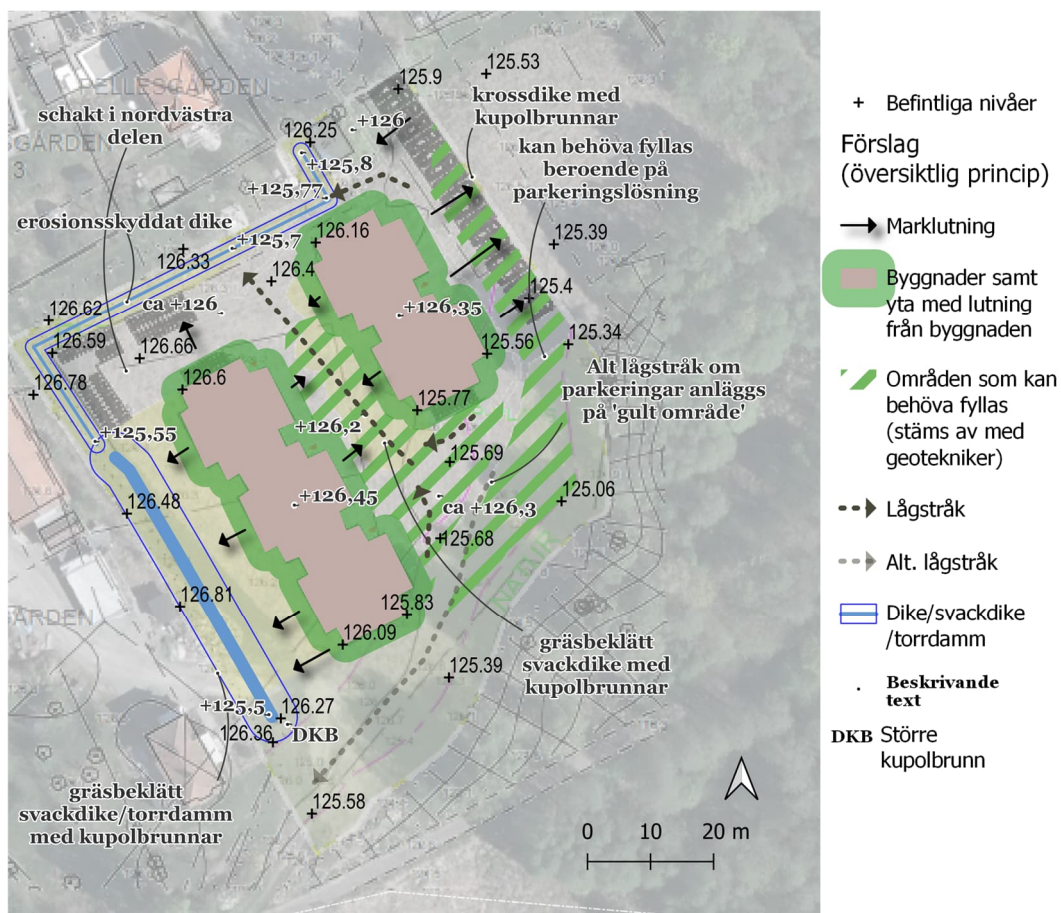 125.53
125.9
PELLESGÅRDEN
schakt i nordvästra
delen
krossdike med
kupolbrunnar
+126
126.25
kan behöva fyllas
beroende på
parkeringslösning
+125,8
SGÅRDEN
3
+125,77
erosionsskyddat dike
126.16
+125,7
125.39
126.33
126.4
125.4
126.62
ca +126
+126,35
125.34
126.59
126.66
125.56
126.78
126.6
125.77
Alt lågstråk om
parkeringar anläggs
på 'gult område'
+126,2
+125,55
125.69
126.48
+126,45
ca +126,3
125.06
125.68
126.81
GÅRDEN
125.83
126.09
gräsbeklätt
svackdike med
kupolbrunnar
125.39
+125,5
126.27
126.36
DKB
gräsbeklätt
svackdike/torrdamm
med kupolbrunnar
125.58
0 10 20 m
Befintliga nivåer
Förslag
(översiktlig princip)
Marklutning
Byggnader samt
yta med lutning
från byggnaden
Områden som kan
behöva fyllas
(stäms av med
geotekniker)
Lågstråk
Alt. lågstråk
Dike/svackdike
/torrdamm
Beskrivande
text
DKB Större
kupolbrunn